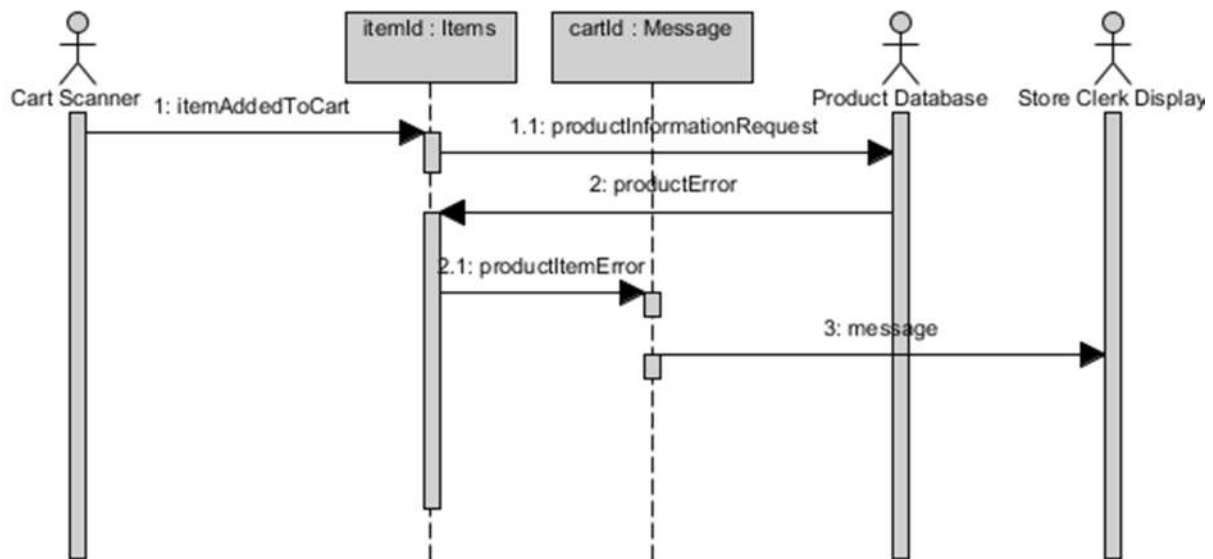 itemId : Items
cartId : Message
Cart Scanner
Product Database
Store Clerk Display
1: itemAddedToCart
1.1: productInformationRequest
2: productError
2.1: productItemError
3: message